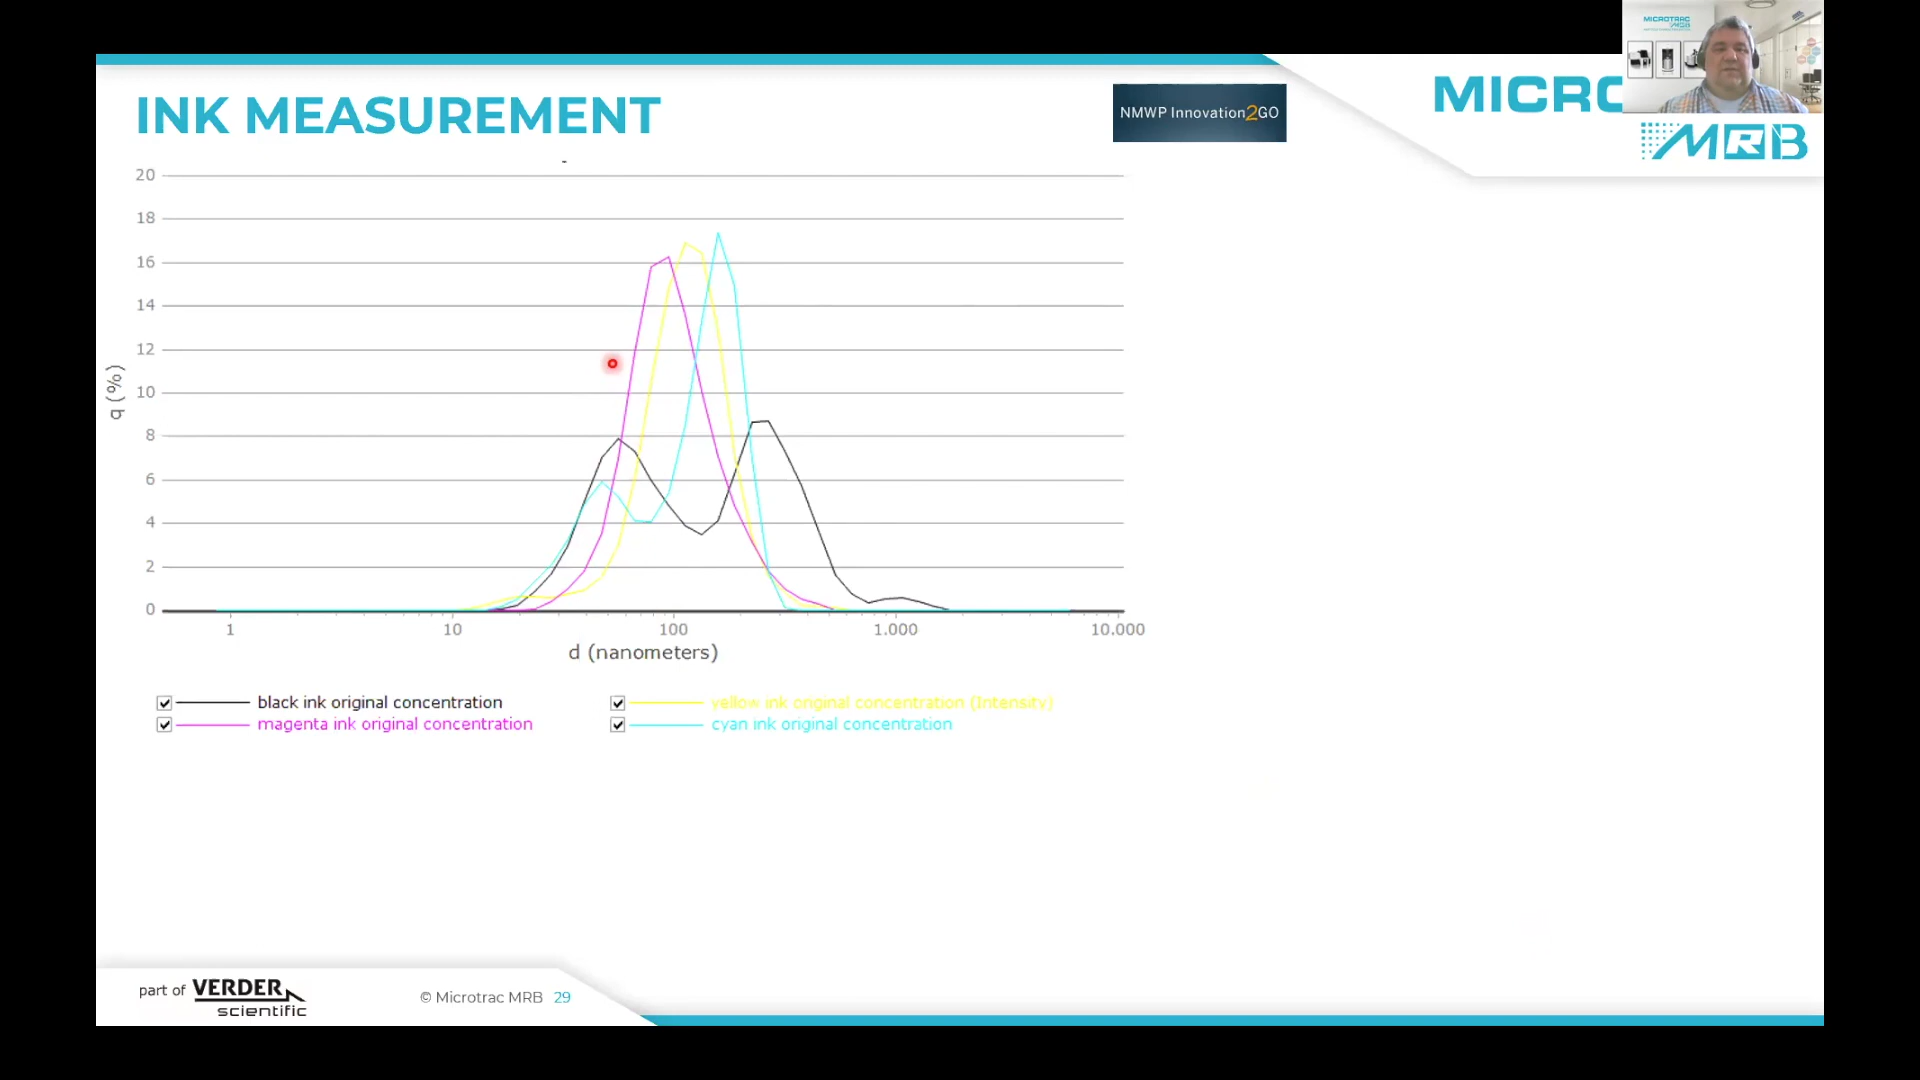 INK MEASUREMENT
NMWP Innovation2GO
MICRO
MRB
MICROTRAC
MRB
-
20
18
16
14
12
10
8
6
4
2
0
q (%)
1
10
100
1.000
10.000
d (nanometers)
black ink original concentration
yellow ink original concentration (Intensity)
magenta ink original concentration
cyan ink original concentration
part of VERDER
scientific
© Microtrac MRB 29